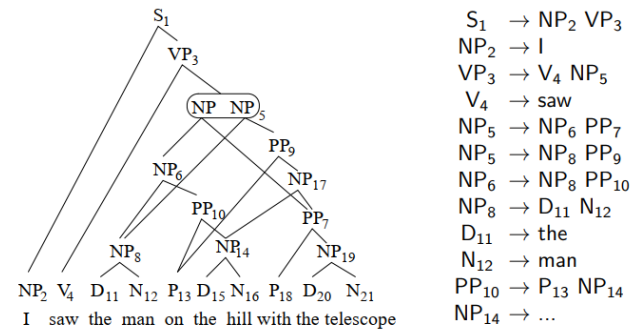 S1
VP3
NP NP5
PP9
NP6
NP17
PP10
PP7
NP8
NP14
NP19
NP2 V4 D11 N12 P13 D15 N16 P18 D20 N21
I saw the man on the hill with the telescope
S1 → NP2 VP3
NP2 → I
VP3 → V4 NP5
V4 → saw
NP5 → NP6 PP7
NP5 → NP8 PP9
NP6 → NP8 PP10
NP8 → D11 N12
D11 → the
N12 → man
PP10 → P13 NP14
NP14 → ...